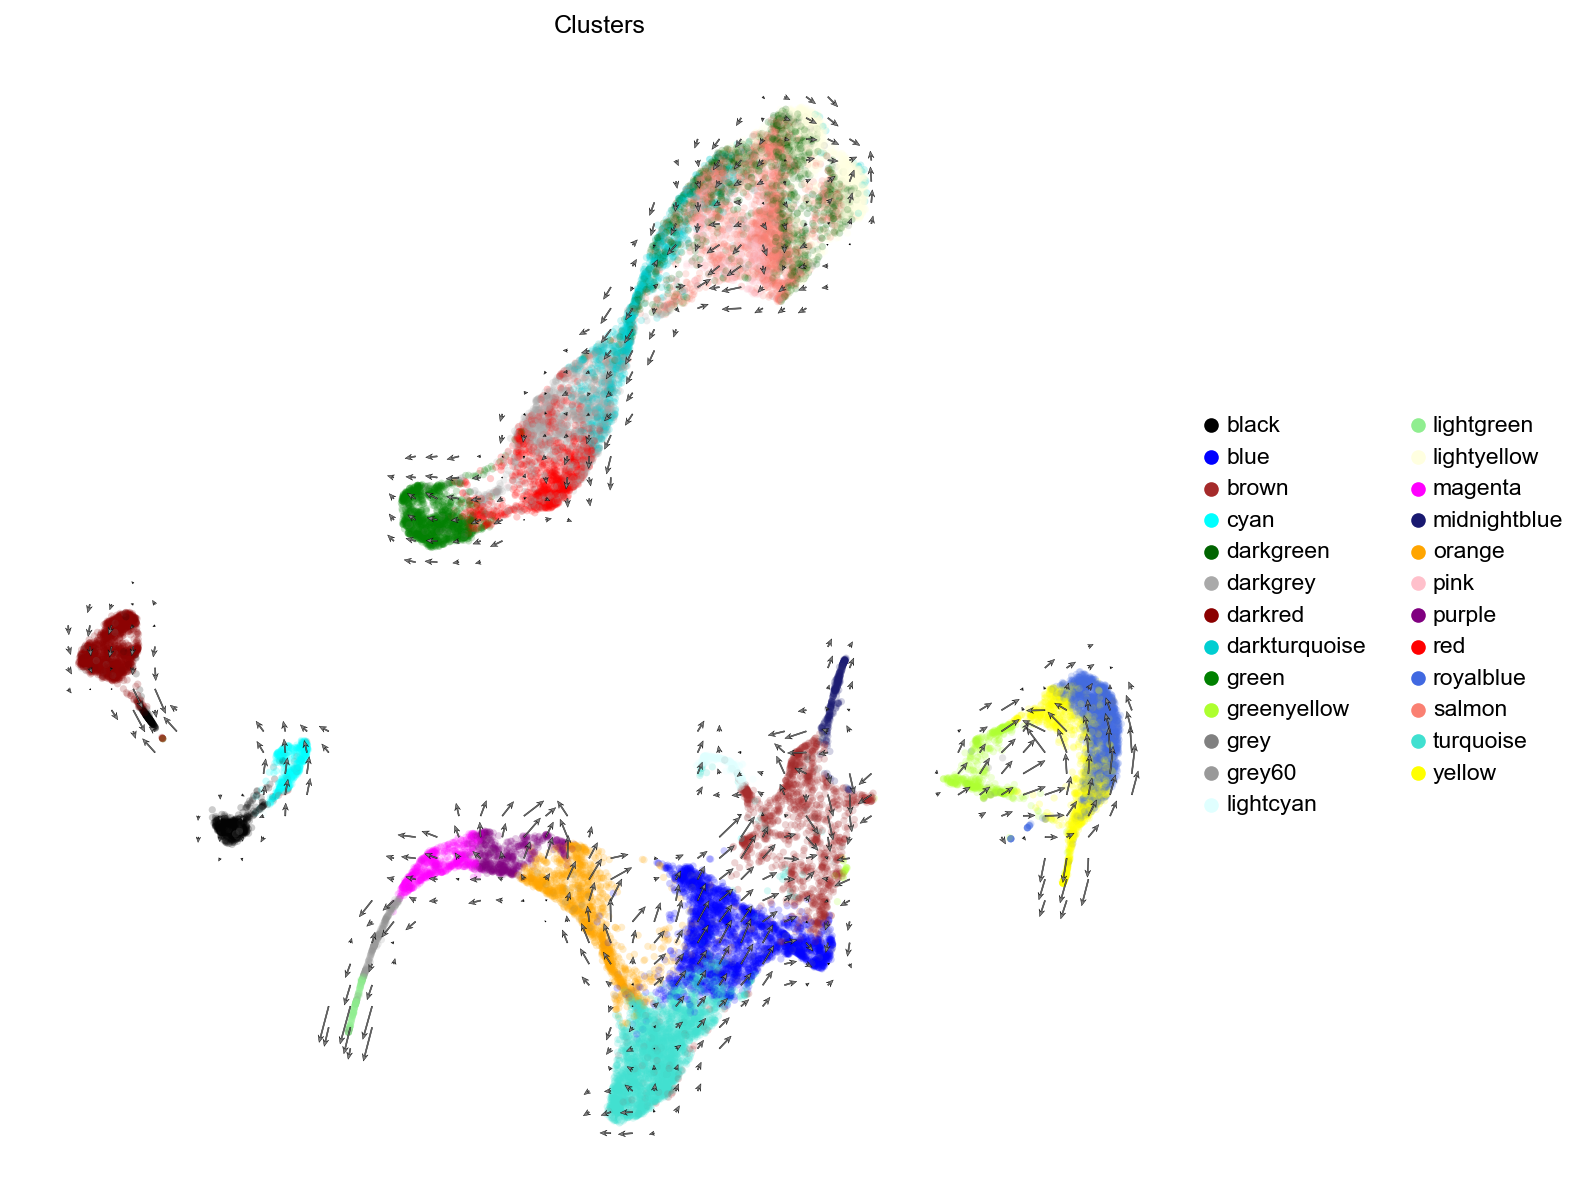 Clusters
black
blue
brown
cyan
darkgreen
darkgrey
darkred
darkturquoise
green
greenyellow
grey
grey60
lightcyan
lightgreen
lightyellow
magenta
midnightblue
orange
pink
purple
red
royalblue
salmon
turquoise
yellow